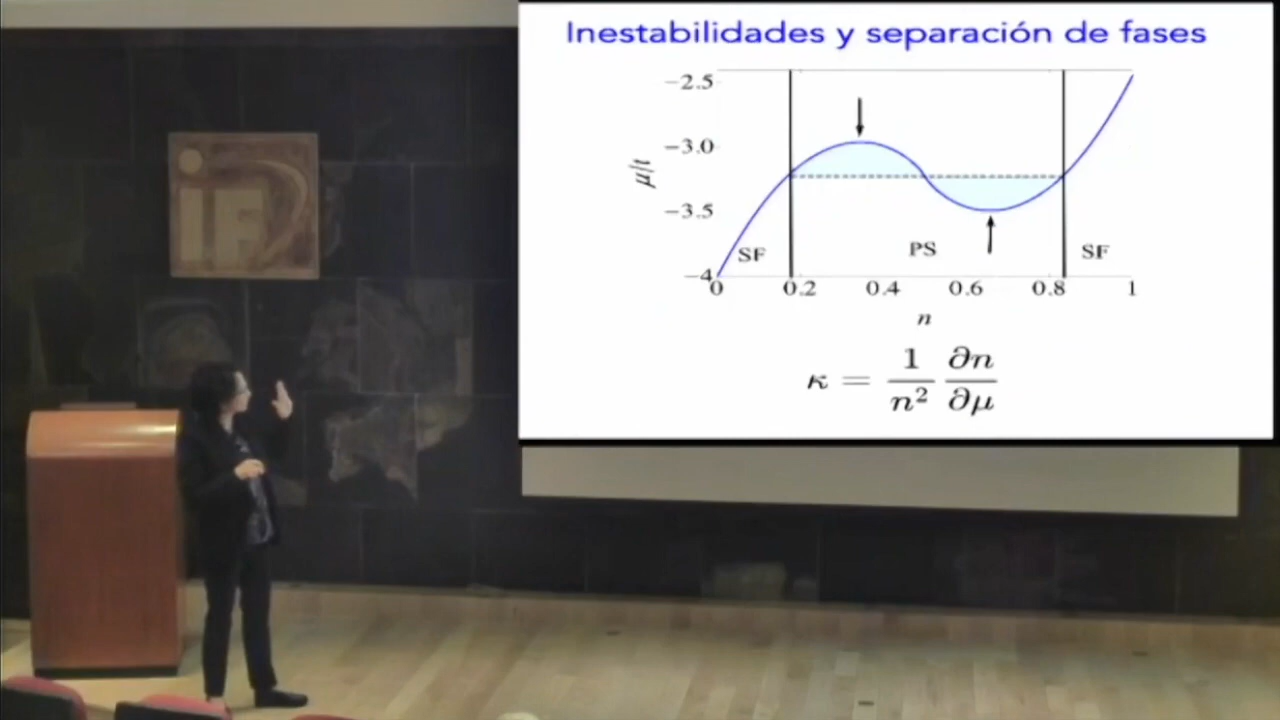 Inestabilidades y separación de fases
−2.5
−3.0
−3.5
−4
μ/t
SF
PS
SF
0 0.2 0.4 0.6 0.8 1
n
κ = 1/n² ∂n/∂μ
iF